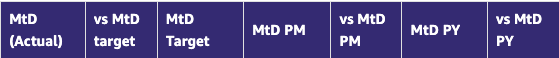 MtD
(Actual)
vs MtD
target
MtD
Target
MtD PM
vs MtD
PM
MtD PY
vs MtD
PY